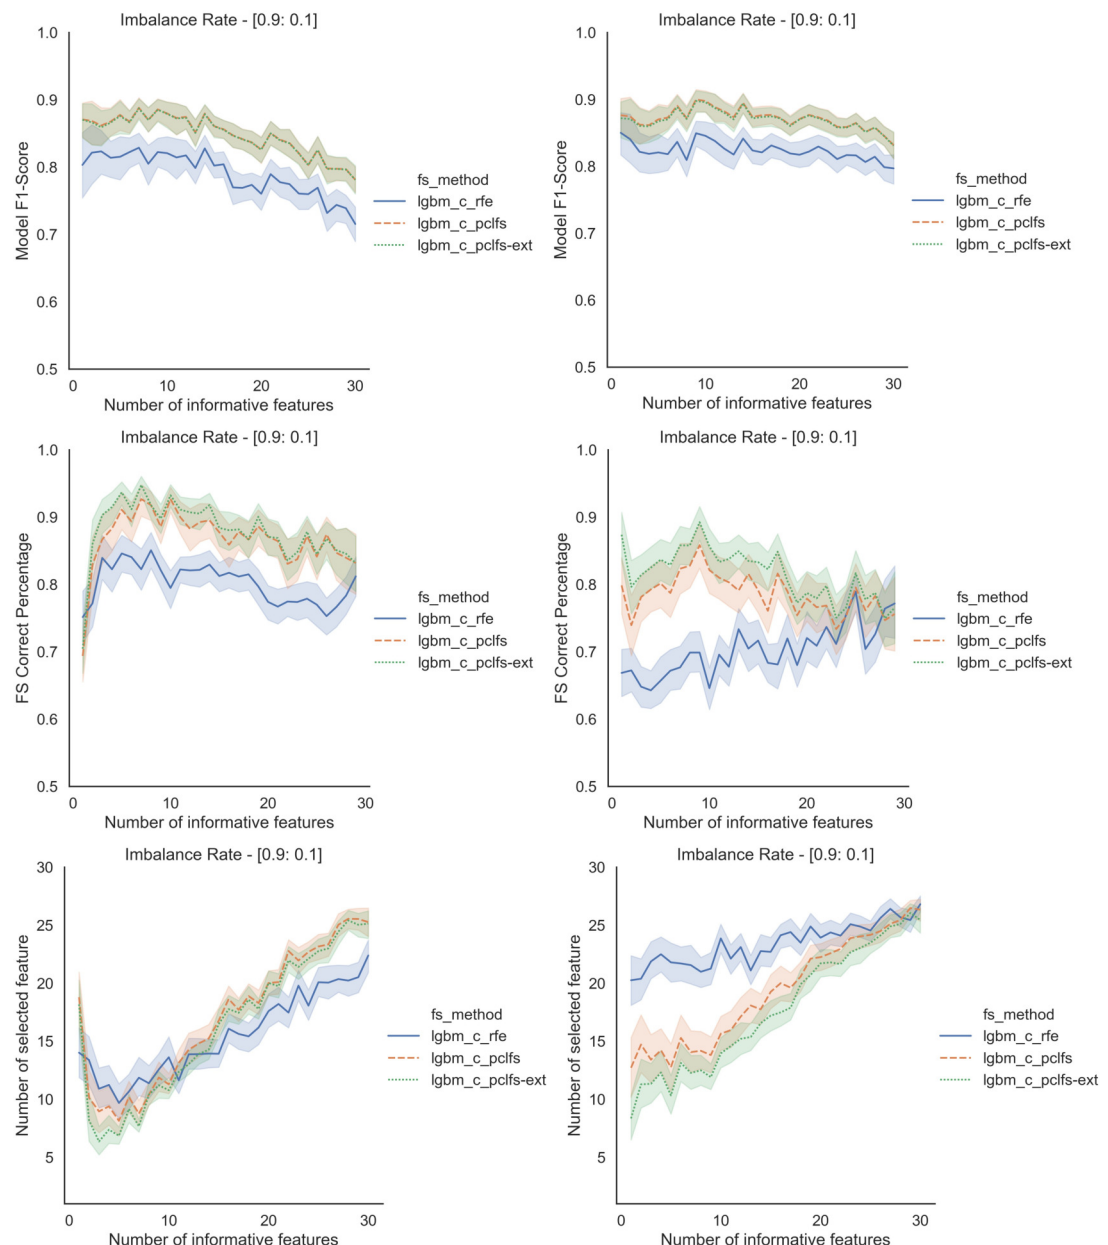 Imbalance Rate - [0.9: 0.1]
1.0
0.9
0.8
0.7
0.6
0.5
Model F1-Score
0
10
20
30
Number of informative features
fs_method
lgbm_c_rfe
lgbm_c_pclfs
lgbm_c_pclfs-ext
Imbalance Rate - [0.9: 0.1]
1.0
0.9
0.8
0.7
0.6
0.5
Model F1-Score
0
10
20
30
Number of informative features
fs_method
lgbm_c_rfe
lgbm_c_pclfs
lgbm_c_pclfs-ext
Imbalance Rate - [0.9: 0.1]
1.0
0.9
0.8
0.7
0.6
0.5
FS Correct Percentage
0
10
20
30
Number of informative features
fs_method
lgbm_c_rfe
lgbm_c_pclfs
lgbm_c_pclfs-ext
Imbalance Rate - [0.9: 0.1]
1.0
0.9
0.8
0.7
0.6
0.5
FS Correct Percentage
0
10
20
30
Number of informative features
fs_method
lgbm_c_rfe
lgbm_c_pclfs
lgbm_c_pclfs-ext
Imbalance Rate - [0.9: 0.1]
30
25
20
15
10
5
Number of selected feature
0
10
20
30
Number of informative features
fs_method
lgbm_c_rfe
lgbm_c_pclfs
lgbm_c_pclfs-ext
Imbalance Rate - [0.9: 0.1]
30
25
20
15
10
5
Number of selected feature
0
10
20
30
Number of informative features
fs_method
lgbm_c_rfe
lgbm_c_pclfs
lgbm_c_pclfs-ext